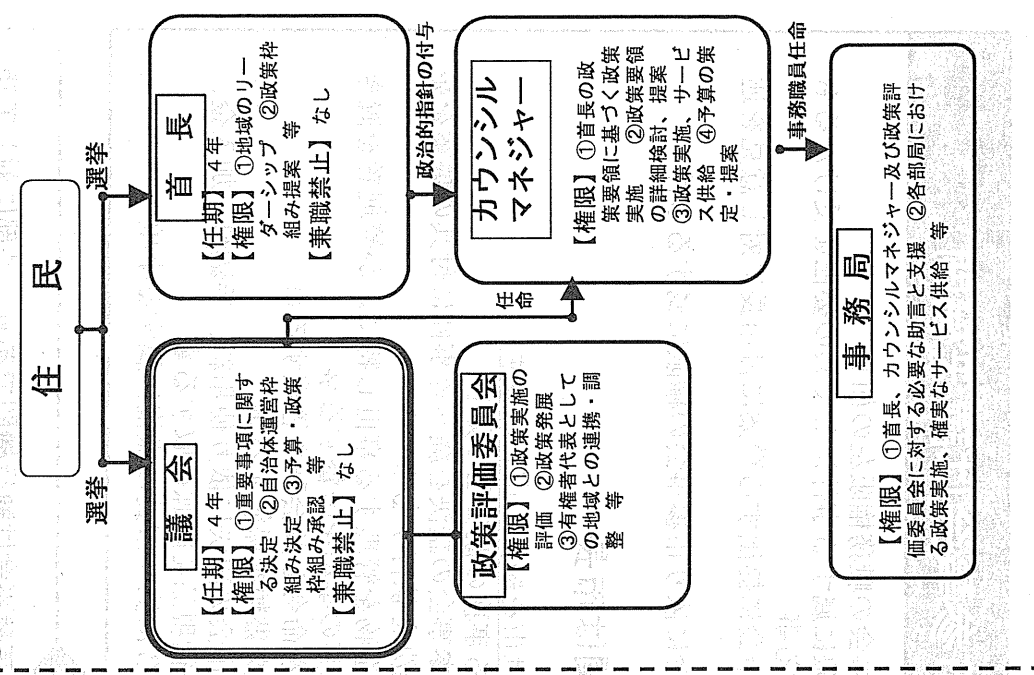 住民
選挙
選挙
議会
【任期】 4年
【権限】 ①重要事項に関す
る決定 ②自治体運営枠
組み決定 ③予算・政策
枠組み承認 等
【兼職禁止】 なし
首長
【任期】 4年
【権限】 ①地域のリー
ダーシップ ②政策枠
組み提案 等
【兼職禁止】 なし
任命
政治的指針の付与
政策評価委員会
【権限】 ①政策実施の
評価 ②政策発展
③有権者代表として
の地域との連携・調
整 等
カウンシル
マネジャー
【権限】 ①首長の政
策要領に基づく政策
実施 ②政策要領
の詳細検討、提案
③政策実施、サービ
ス供給 ④予算の策
定・提案
事務職員任命
事務局
【権限】 ①首長、カウンシルマネジャー及び政策評
価委員会に対する必要な助言と支援 ②各部局におけ
る政策実施、確実なサービス供給 等